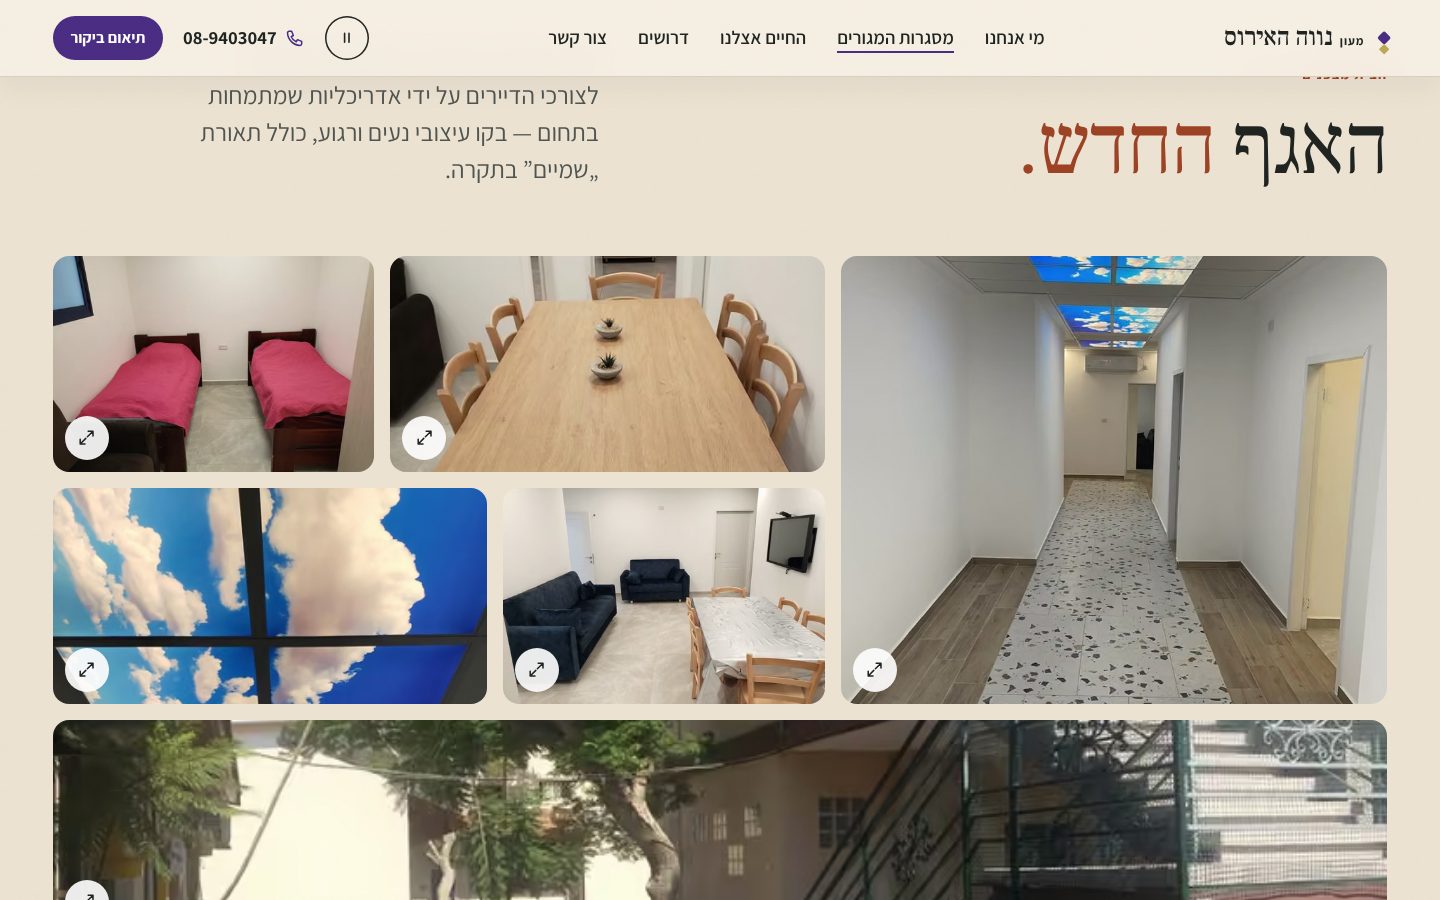 מעון נווה האירוס
מי אנחנו
מסגרות המגורים
החיים אצלנו
דרושים
צור קשר
08-9403047
תיאום ביקור
האגף החדש.
לצורכי הדיירים על ידי אדריכליות שמתמחות
בתחום — בקו עיצובי נעים ורגוע, כולל תאורת
„שמיים” בתקרה.